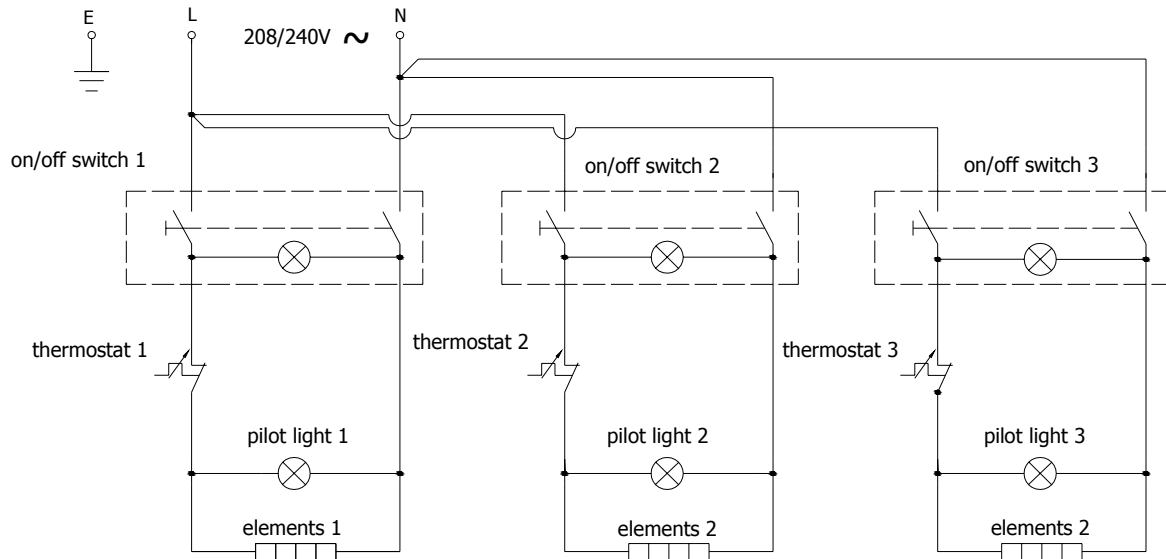 E L N
208/240V ~
on/off switch 1
on/off switch 2
on/off switch 3
thermostat 1
thermostat 2
thermostat 3
pilot light 1
pilot light 2
pilot light 3
elements 1
elements 2
elements 2